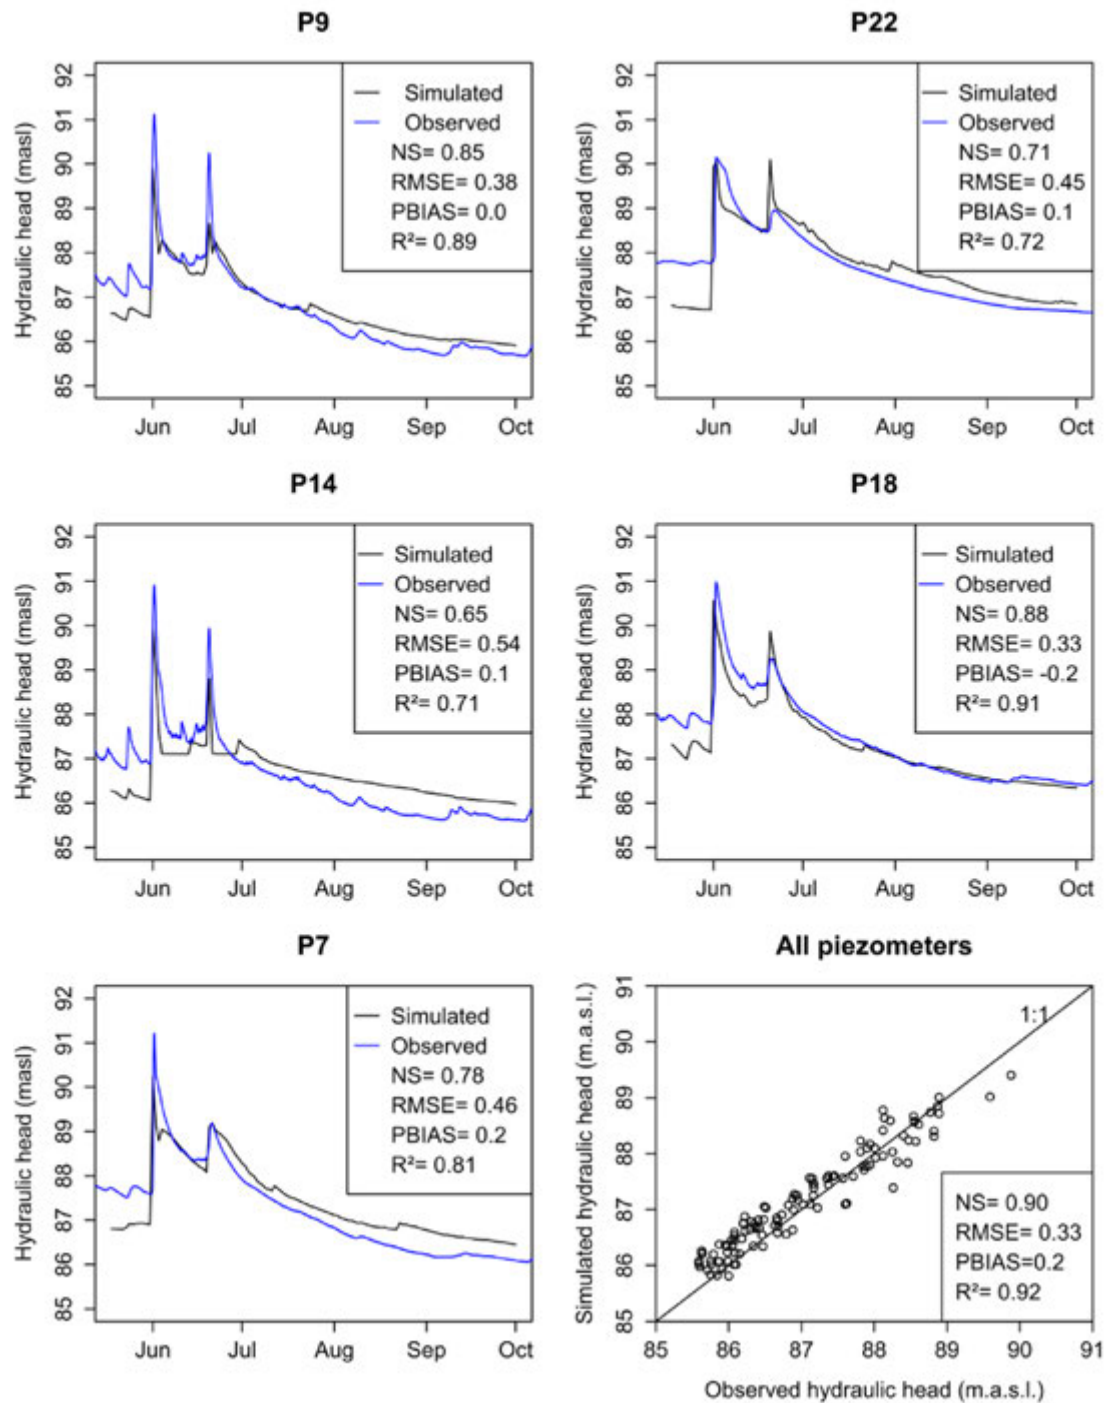 P9
Hydraulic head (masl)
92
91
90
89
88
87
86
85
Simulated
Observed
NS= 0.85
RMSE= 0.38
PBIAS= 0.0
R²= 0.89
Jun Jul Aug Sep Oct
P22
Hydraulic head (masl)
92
91
90
89
88
87
86
85
Simulated
Observed
NS= 0.71
RMSE= 0.45
PBIAS= 0.1
R²= 0.72
Jun Jul Aug Sep Oct
P14
Hydraulic head (masl)
92
91
90
89
88
87
86
85
Simulated
Observed
NS= 0.65
RMSE= 0.54
PBIAS= 0.1
R²= 0.71
Jun Jul Aug Sep Oct
P18
Hydraulic head (masl)
92
91
90
89
88
87
86
85
Simulated
Observed
NS= 0.88
RMSE= 0.33
PBIAS= -0.2
R²= 0.91
Jun Jul Aug Sep Oct
P7
Hydraulic head (masl)
92
91
90
89
88
87
86
85
Simulated
Observed
NS= 0.78
RMSE= 0.46
PBIAS= 0.2
R²= 0.81
Jun Jul Aug Sep Oct
All piezometers
Simulated hydraulic head (m.a.s.l.)
91
90
89
88
87
86
85
1:1
NS= 0.90
RMSE= 0.33
PBIAS=0.2
R²= 0.92
85 86 87 88 89 90 91
Observed hydraulic head (m.a.s.l.)